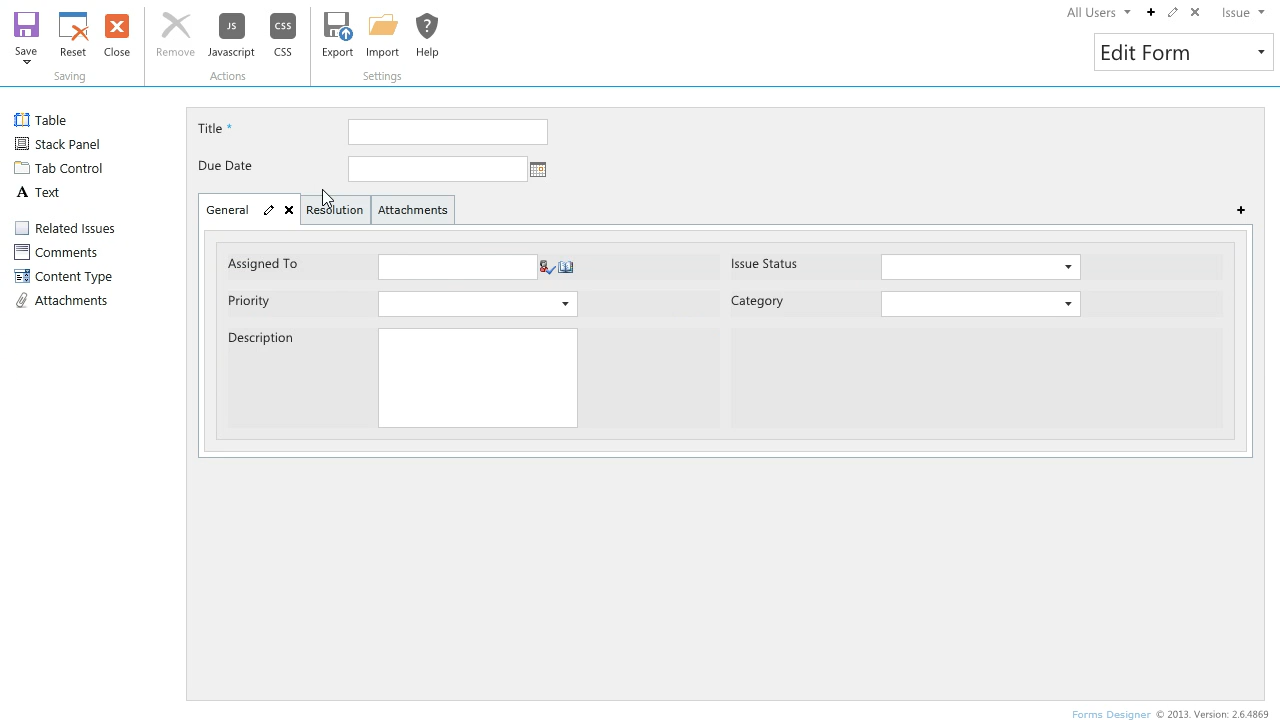 Save
Reset
Close
Saving
Remove
JS
Javascript
CSS
CSS
Actions
Export
Import
Help
Settings
All Users
Issue
Edit Form
Table
Stack Panel
Tab Control
A Text
Related Issues
Comments
Content Type
Attachments
Title *
Due Date
General
Resolution
Attachments
Assigned To
Issue Status
Priority
Category
Description
Forms Designer © 2013. Version: 2.6.4869